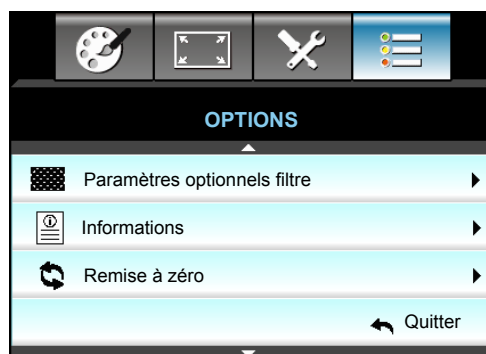 OPTIONS
Paramètres optionnels filtre
Informations
Remise à zéro
Quitter